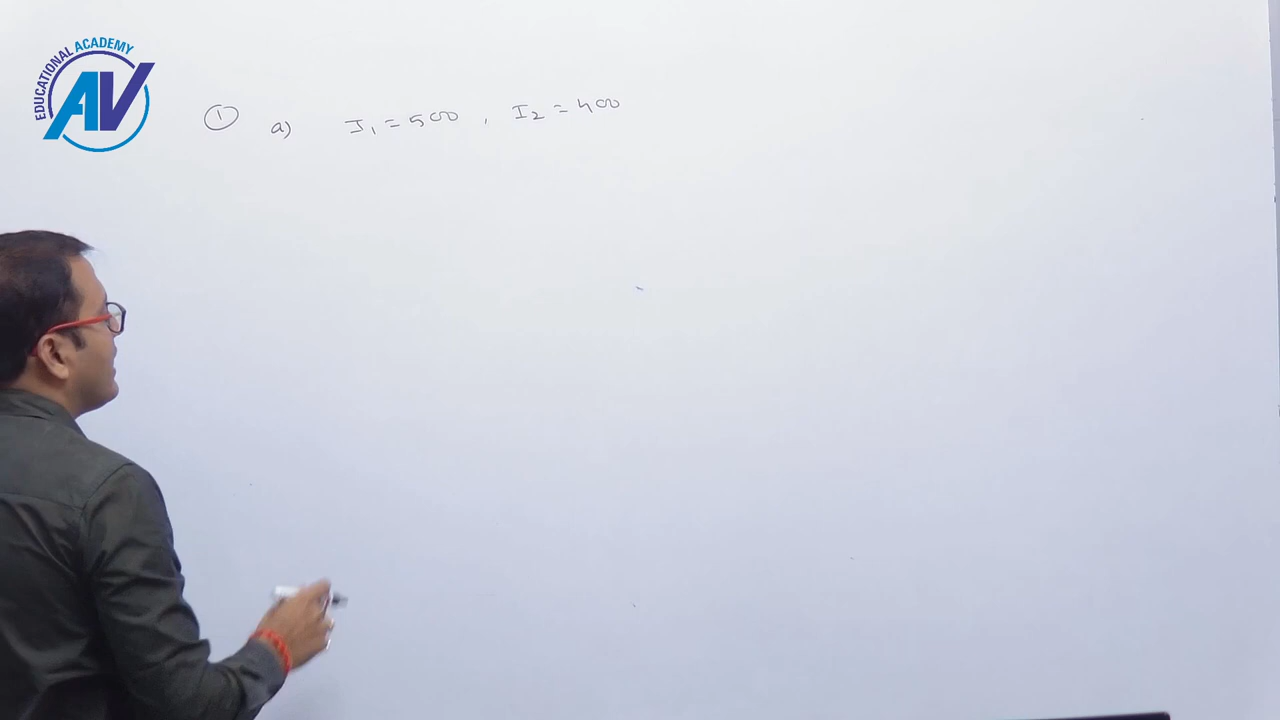 EDUCATIONAL ACADEMY
AV
① a) I₁ = 500 , I₂ = 400